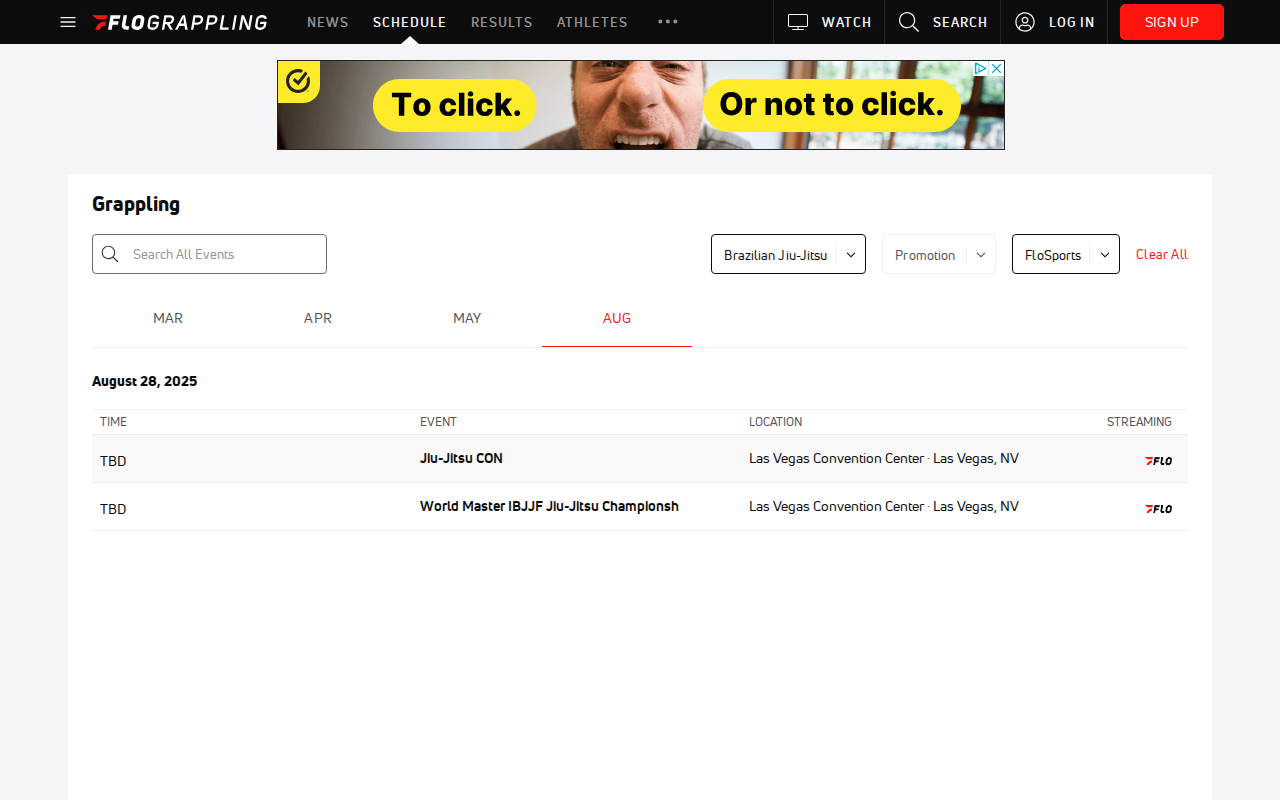 FLOGRAPPLING NEWS SCHEDULE RESULTS ATHLETES WATCH SEARCH LOG IN SIGN UP
To click. Or not to click.
Grappling
Search All Events Brazilian Jiu-Jitsu Promotion FloSports Clear All
MAR APR MAY AUG
August 28, 2025
TIME EVENT LOCATION STREAMING
TBD Jiu-Jitsu CON Las Vegas Convention Center · Las Vegas, NV FLO
TBD World Master IBJJF Jiu-Jitsu Championsh Las Vegas Convention Center · Las Vegas, NV FLO